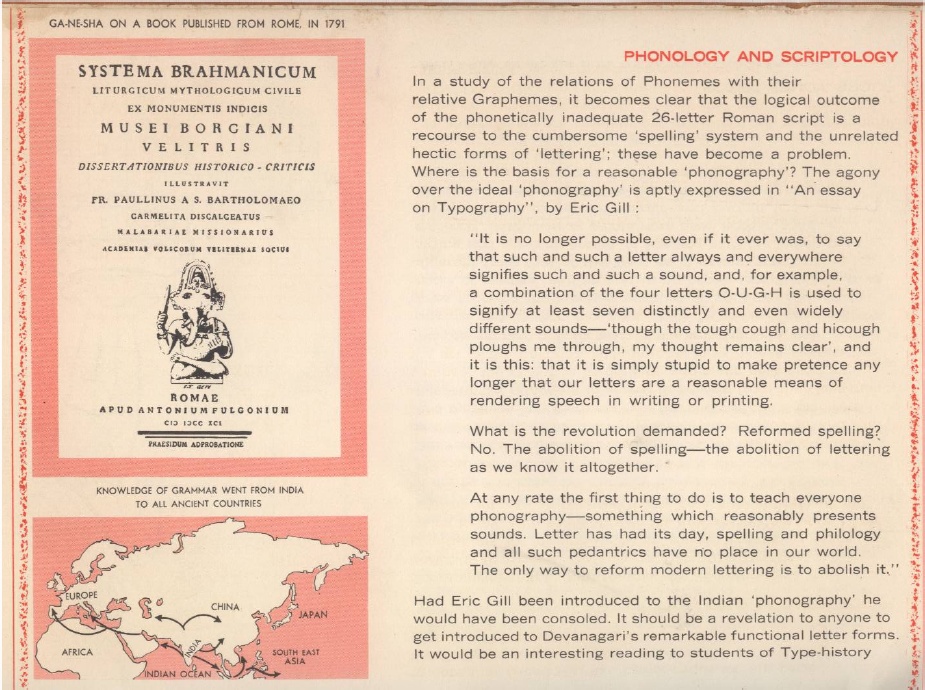 GA-NE-SHA ON A BOOK PUBLISHED FROM ROME, IN 1791
SYSTEMA BRAHMANICUM
LITURGICUM MYTHOLOGICUM CIVILE
EX MONUMENTIS INDICIS
MUSEI BORGIANI
VELITRIS
DISSERTATIONIBUS HISTORICO - CRITICIS
ILLUSTRAVIT
FR. PAULLINUS A S. BARTHOLOMAEO
CARMELITA DISCALCEATUS
MALABARIAE MISSIONARIUS
ACADEMIAE VOLSCORUM VELITERNAE SOCIUS
ROMAE
APUD ANTONIUM FULGONIUM
CIƆ IƆCC XCI
PRAESIDUM ADPROBATIONE
KNOWLEDGE OF GRAMMAR WENT FROM INDIA
TO ALL ANCIENT COUNTRIES
EUROPE
CHINA
JAPAN
AFRICA
INDIA
SOUTH EAST
ASIA
INDIAN OCEAN
PHONOLOGY AND SCRIPTOLOGY
In a study of the relations of Phonemes with their
relative Graphemes, it becomes clear that the logical outcome
of the phonetically inadequate 26-letter Roman script is a
recourse to the cumbersome ‘spelling’ system and the unrelated
hectic forms of ‘lettering’; these have become a problem.
Where is the basis for a reasonable ‘phonography’? The agony
over the ideal ‘phonography’ is aptly expressed in “An essay
on Typography”, by Eric Gill :
“It is no longer possible, even if it ever was, to say
that such and such a letter always and everywhere
signifies such and such a sound, and, for example,
a combination of the four letters O-U-G-H is used to
signify at least seven distinctly and even widely
different sounds—‘though the tough cough and hicough
ploughs me through, my thought remains clear’, and
it is this: that it is simply stupid to make pretence any
longer that our letters are a reasonable means of
rendering speech in writing or printing.
What is the revolution demanded? Reformed spelling?
No. The abolition of spelling—the abolition of lettering
as we know it altogether.
At any rate the first thing to do is to teach everyone
phonography—something which reasonably presents
sounds. Letter has had its day, spelling and philology
and all such pedantrics have no place in our world.
The only way to reform modern lettering is to abolish it.”
Had Eric Gill been introduced to the Indian ‘phonography’ he
would have been consoled. It should be a revelation to anyone to
get introduced to Devanagari’s remarkable functional letter forms.
It would be an interesting reading to students of Type-history